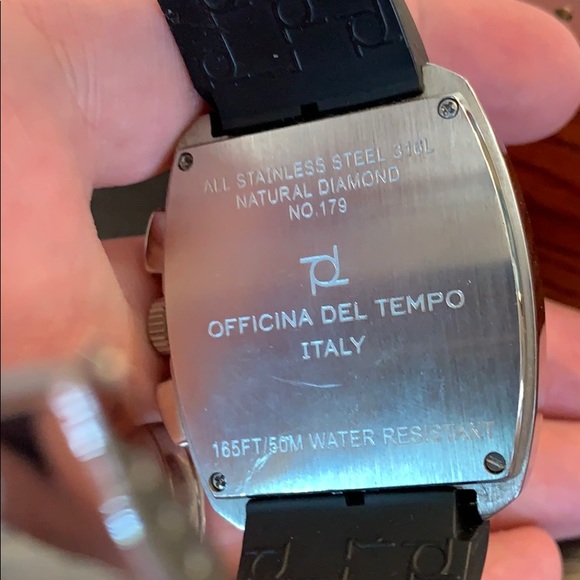 ALL STAINLESS STEEL 316L
NATURAL DIAMOND
NO.179
OFFICINA DEL TEMPO
ITALY
165FT/50M WATER RESISTANT